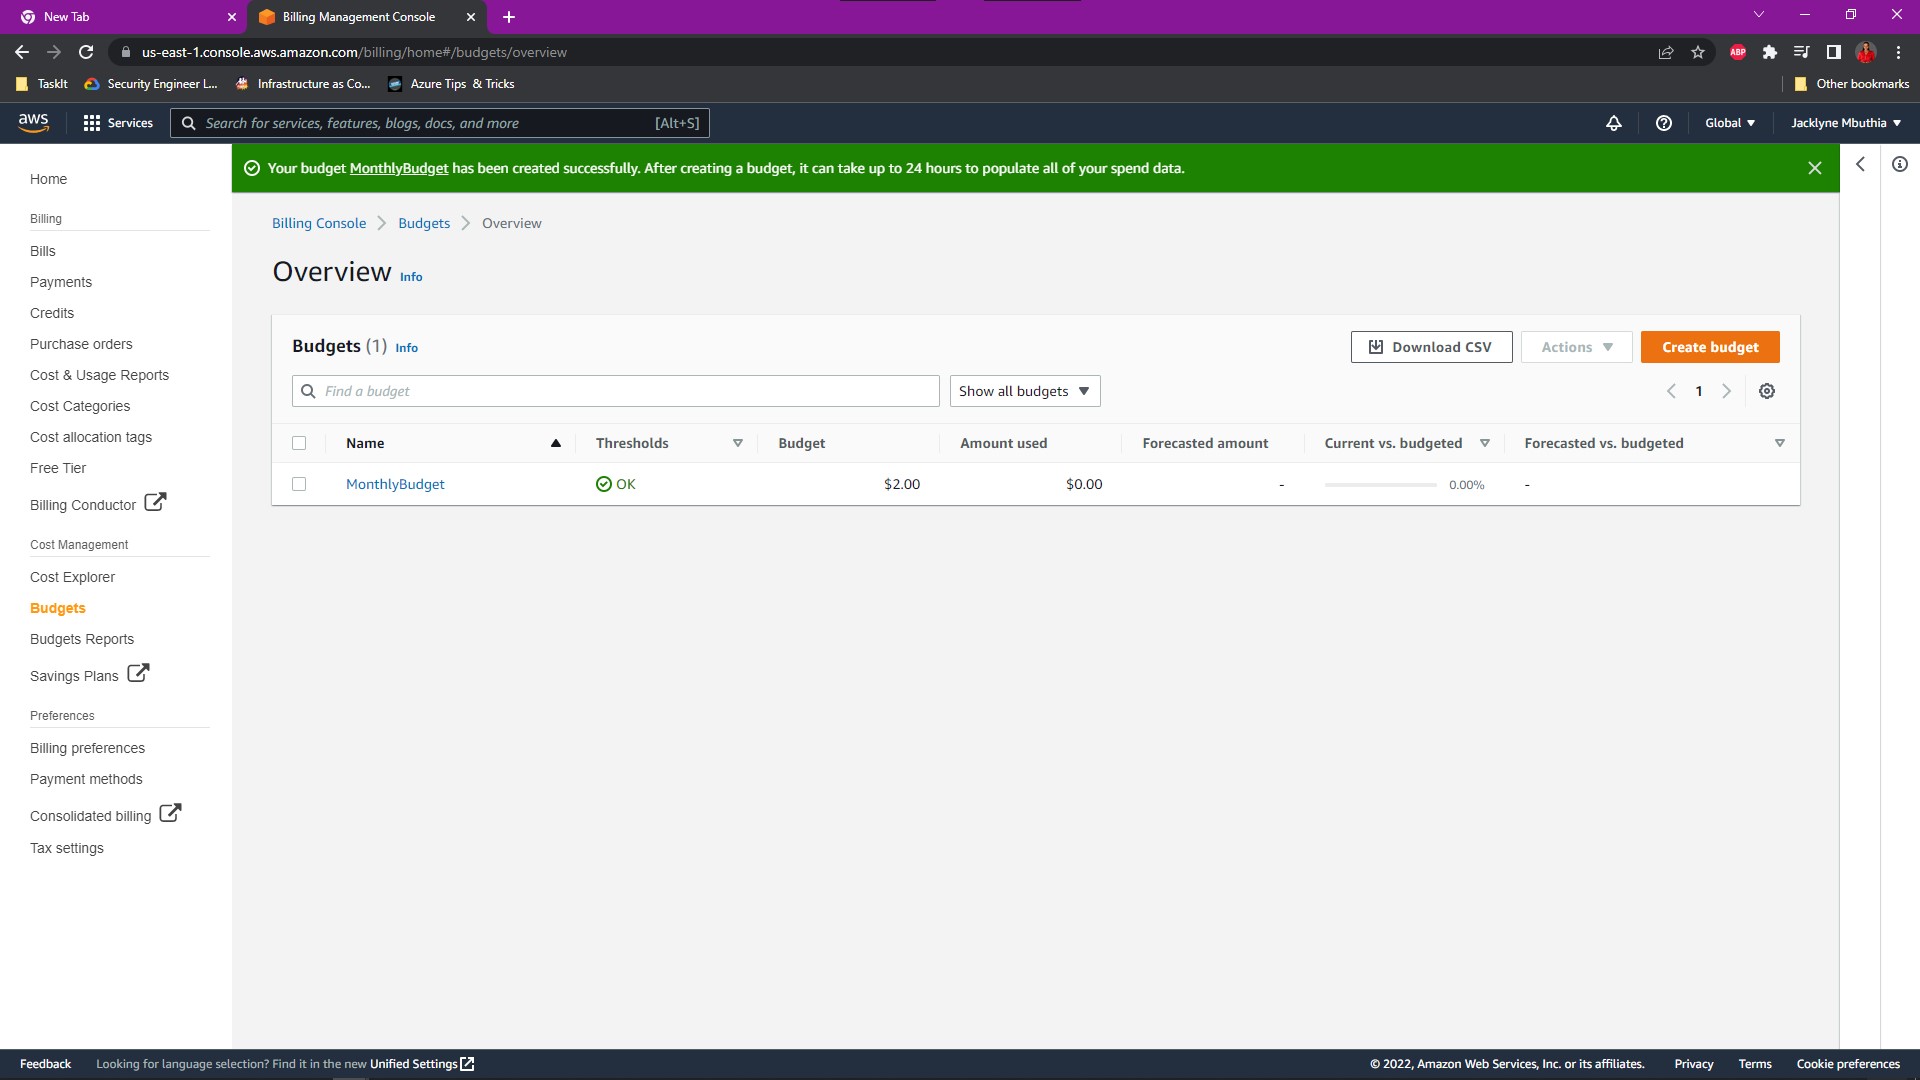 New Tab
Billing Management Console
us-east-1.console.aws.amazon.com/billing/home#/budgets/overview
ABP
TaskIt
Security Engineer L...
Infrastructure as Co...
Azure Tips & Tricks
Other bookmarks
aws
Services
Search for services, features, blogs, docs, and more
[Alt+S]
Global
Jacklyne Mbuthia
Your budget MonthlyBudget has been created successfully. After creating a budget, it can take up to 24 hours to populate all of your spend data.
Home
Billing
Bills
Payments
Credits
Purchase orders
Cost & Usage Reports
Cost Categories
Cost allocation tags
Free Tier
Billing Conductor
Cost Management
Cost Explorer
Budgets
Budgets Reports
Savings Plans
Preferences
Billing preferences
Payment methods
Consolidated billing
Tax settings
Billing Console
Budgets
Overview
Overview Info
Budgets (1) Info
Download CSV
Actions
Create budget
Find a budget
Show all budgets
1
Name Thresholds Budget Amount used Forecasted amount Current vs. budgeted Forecasted vs. budgeted
MonthlyBudget OK $2.00 $0.00 - 0.00% -
Feedback
Looking for language selection? Find it in the new Unified Settings
© 2022, Amazon Web Services, Inc. or its affiliates.
Privacy
Terms
Cookie preferences